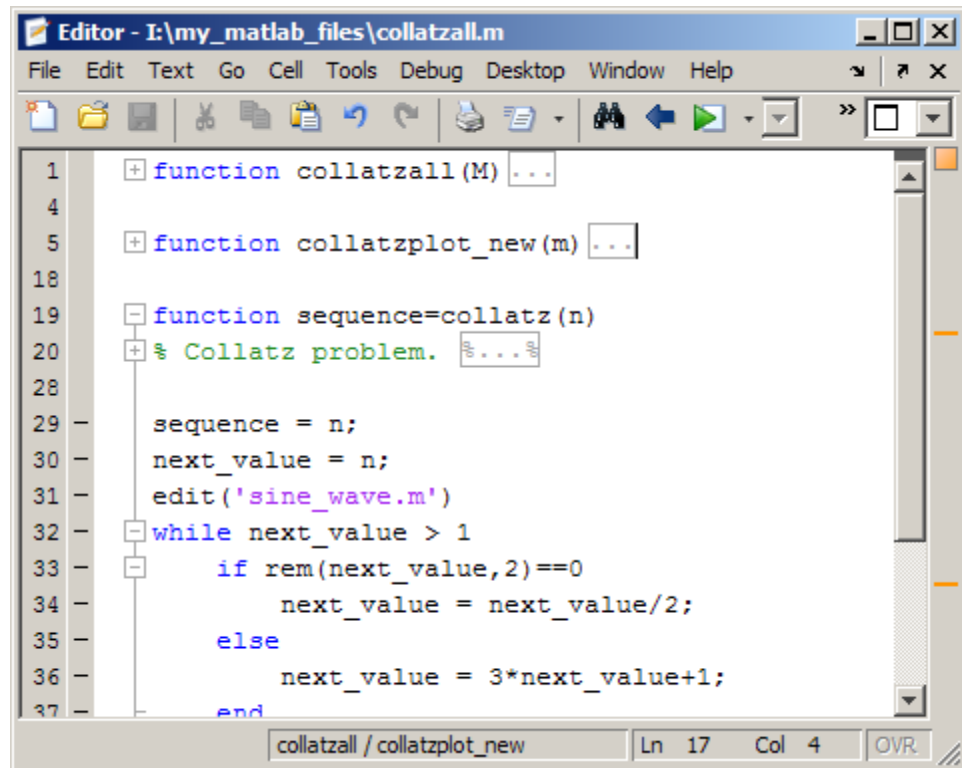 Editor - I:\my_matlab_files\collatzall.m
File Edit Text Go Cell Tools Debug Desktop Window Help
1 function collatzall(M) ...
4
5 function collatzplot_new(m) ...
18
19 function sequence=collatz(n)
20 % Collatz problem. %...%
28
29 – sequence = n;
30 – next_value = n;
31 – edit('sine_wave.m')
32 – while next_value > 1
33 – if rem(next_value,2)==0
34 – next_value = next_value/2;
35 – else
36 – next_value = 3*next_value+1;
37 – end
collatzall / collatzplot_new Ln 17 Col 4 OVR